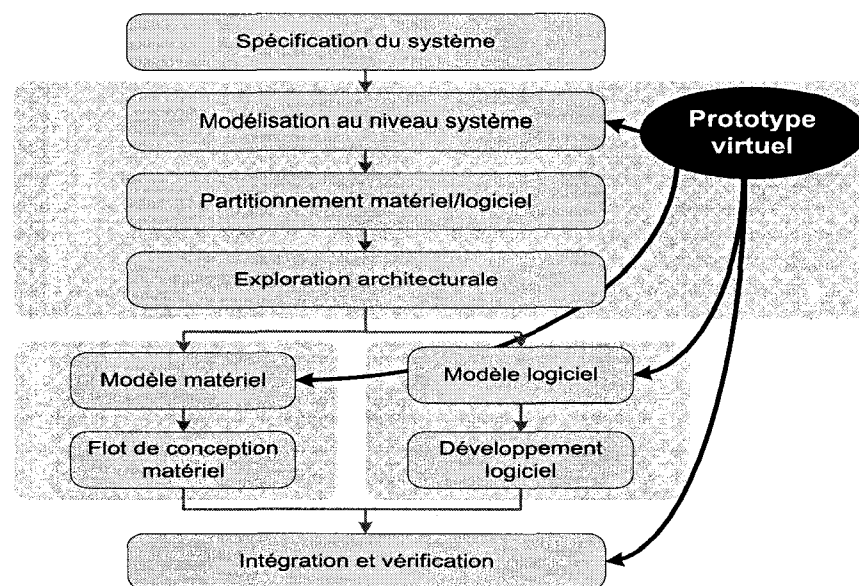 Spécification du système
Modélisation au niveau système
Prototype
virtuel
Partitionnement matériel/logiciel
Exploration architecturale
Modèle matériel
Modèle logiciel
Flot de conception
matériel
Développement
logiciel
Intégration et vérification